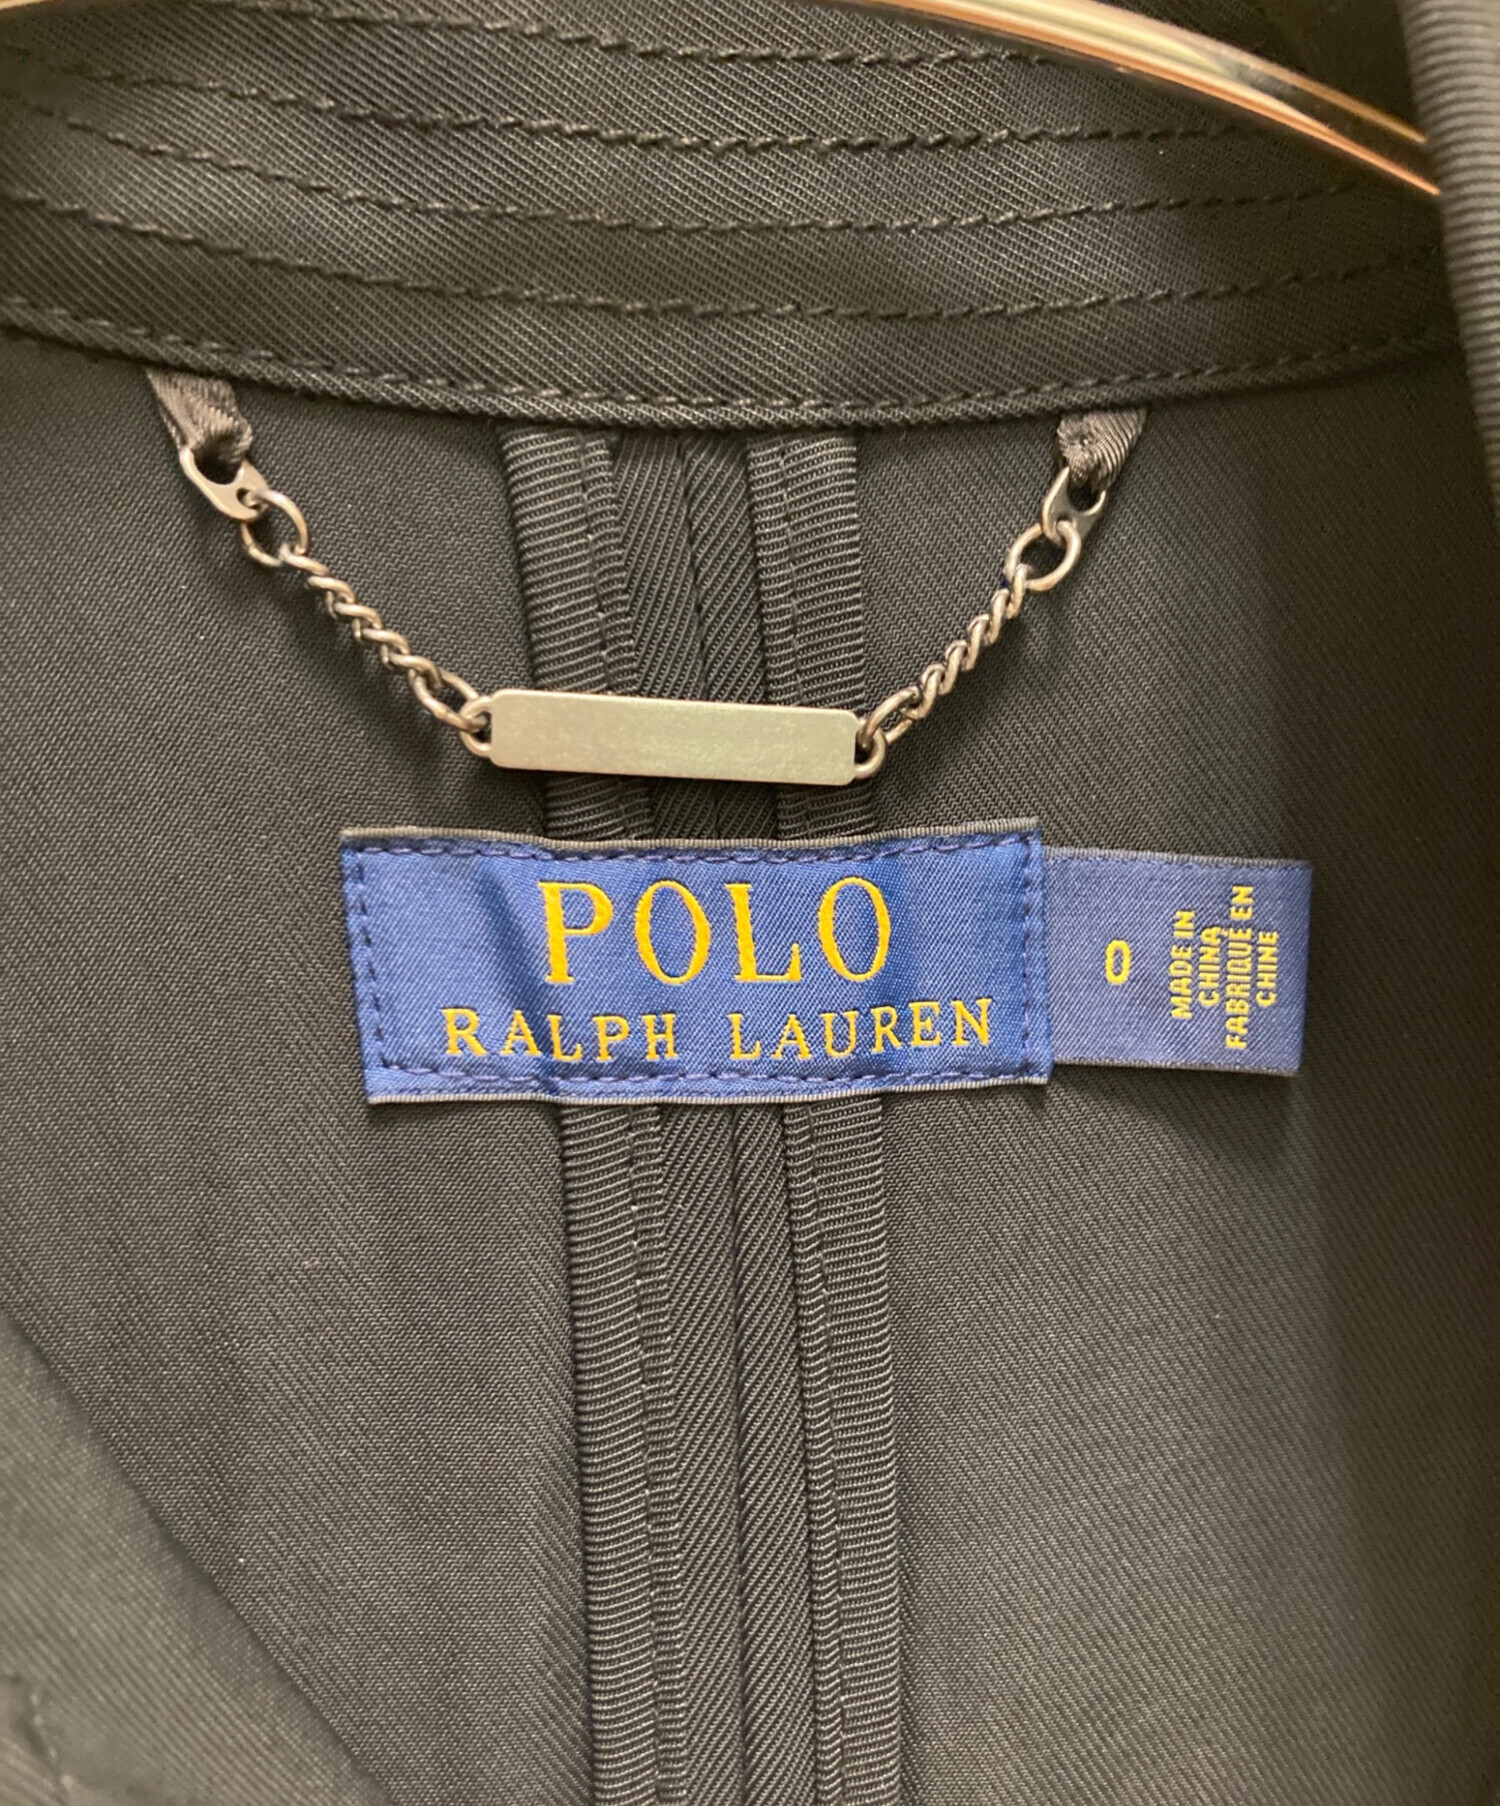 POLO
RALPH LAUREN
0
MADE IN
CHINA
FABRIQUÉ EN
CHINE